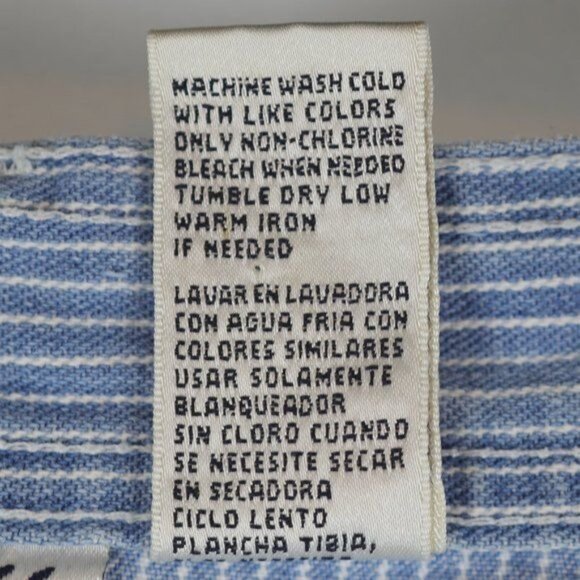 MACHINE WASH COLD
WITH LIKE COLORS
ONLY NON-CHLORINE
BLEACH WHEN NEEDED
TUMBLE DRY LOW
WARM IRON
IF NEEDED
LAVAR EN LAVADORA
CON AGUA FRIA CON
COLORES SIMILARES
USAR SOLAMENTE
BLANQUEADOR
SIN CLORO CUANDO
SE NECESITE SECAR
EN SECADORA
CICLO LENTO
PLANCHA TIBIA,